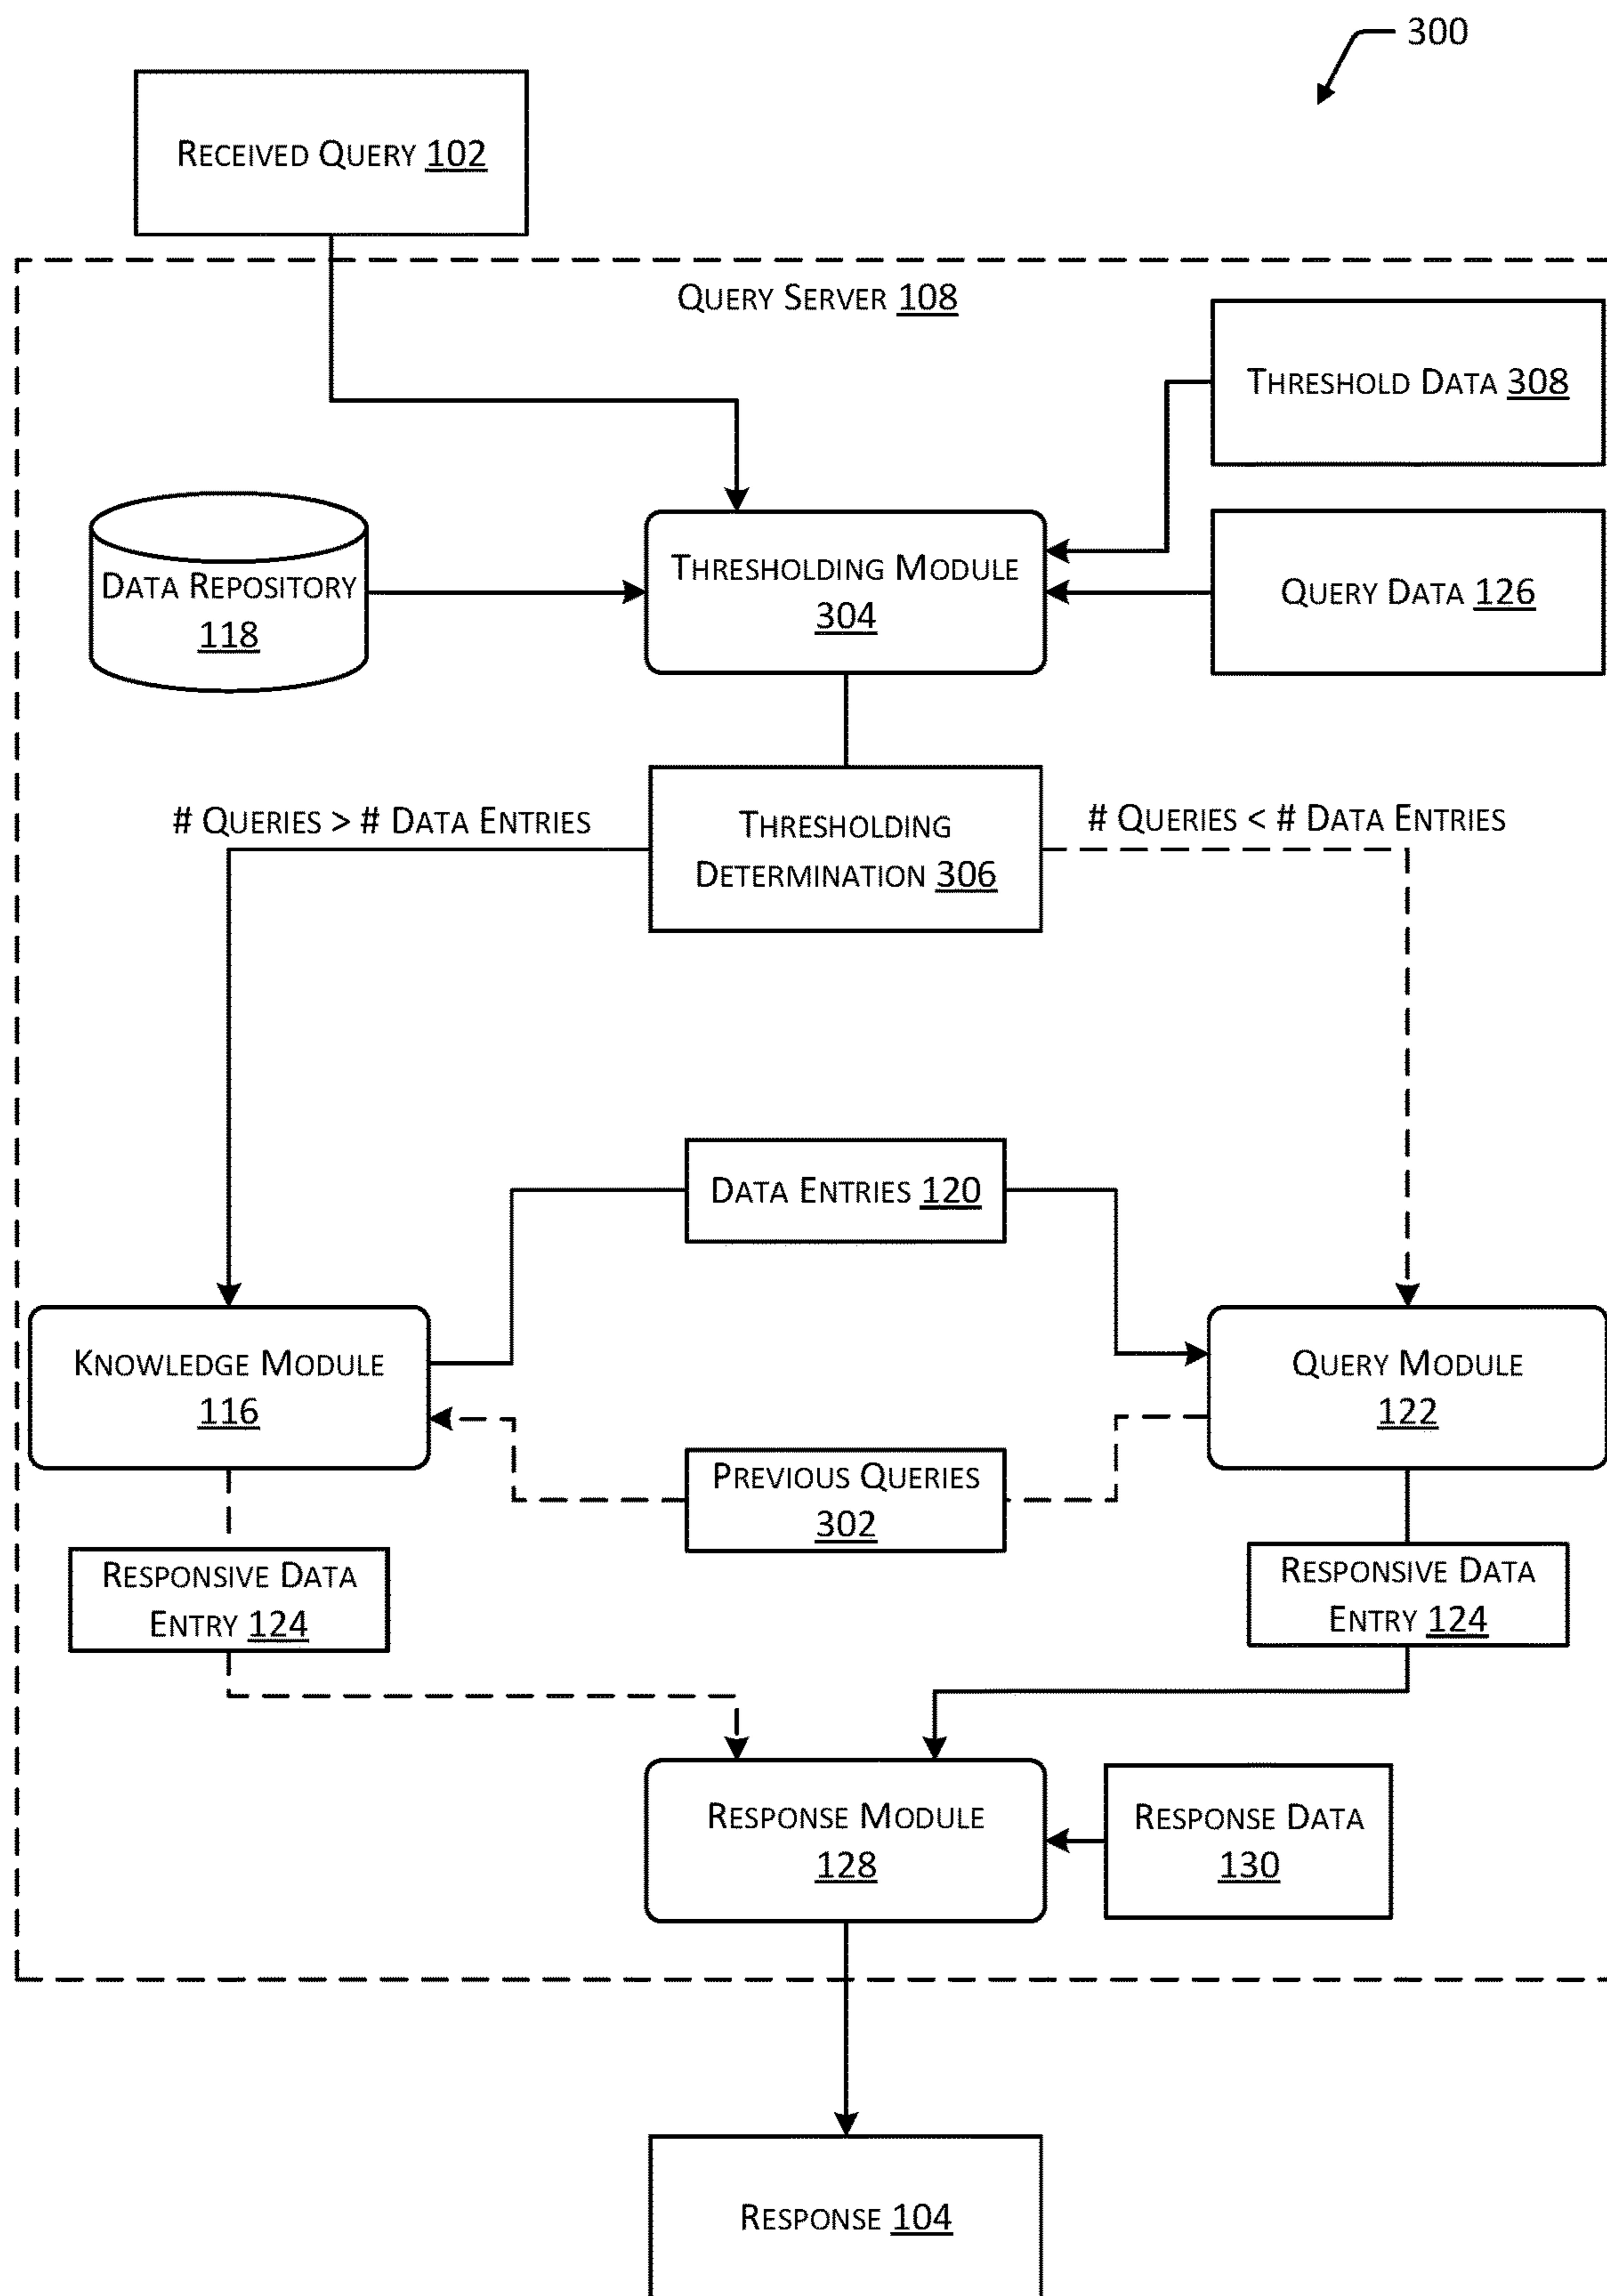 300
RECEIVED QUERY 102
QUERY SERVER 108
THRESHOLD DATA 308
DATA REPOSITORY
118
THRESHOLDING MODULE
304
QUERY DATA 126
# QUERIES > # DATA ENTRIES
THRESHOLDING
DETERMINATION 306
# QUERIES < # DATA ENTRIES
DATA ENTRIES 120
KNOWLEDGE MODULE
116
QUERY MODULE
122
PREVIOUS QUERIES
302
RESPONSIVE DATA
ENTRY 124
RESPONSIVE DATA
ENTRY 124
RESPONSE MODULE
128
RESPONSE DATA
130
RESPONSE 104